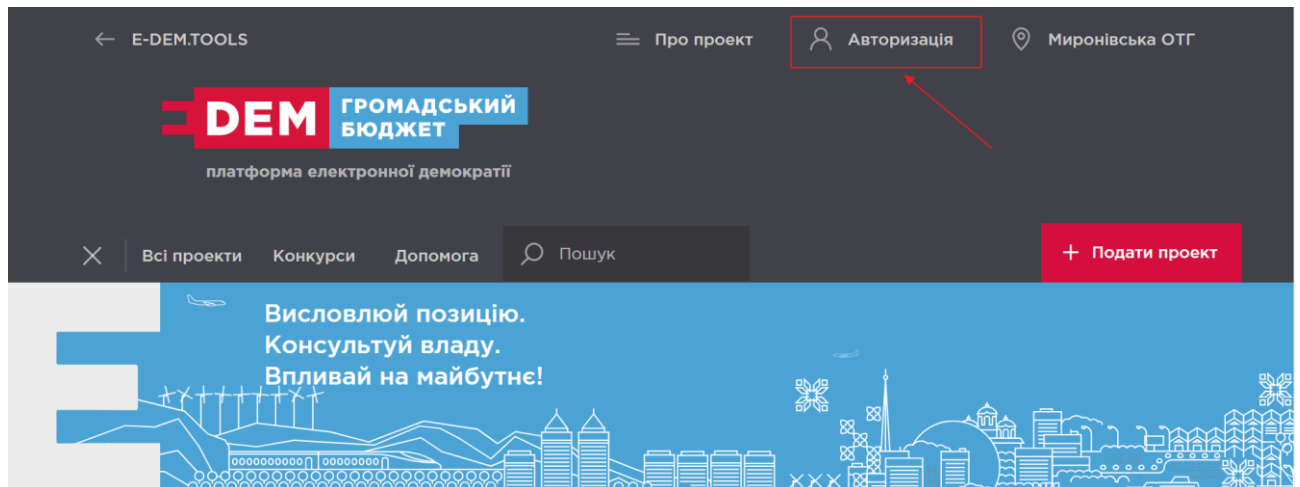 E-DEM.TOOLS
Про проект
Авторизація
Миронівська ОТГ
DEM
ГРОМАДСЬКИЙ
БЮДЖЕТ
платформа електронної демократії
Всі проекти
Конкурси
Допомога
Пошук
+ Подати проект
Висловлюй позицію.
Консультуй владу.
Впливай на майбутнє!